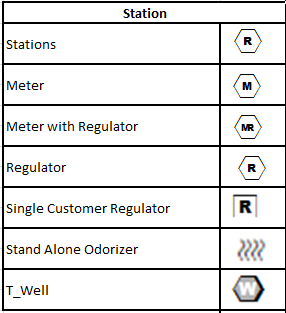 Station
Stations R
Meter M
Meter with Regulator MR
Regulator R
Single Customer Regulator R
Stand Alone Odorizer
T_Well W